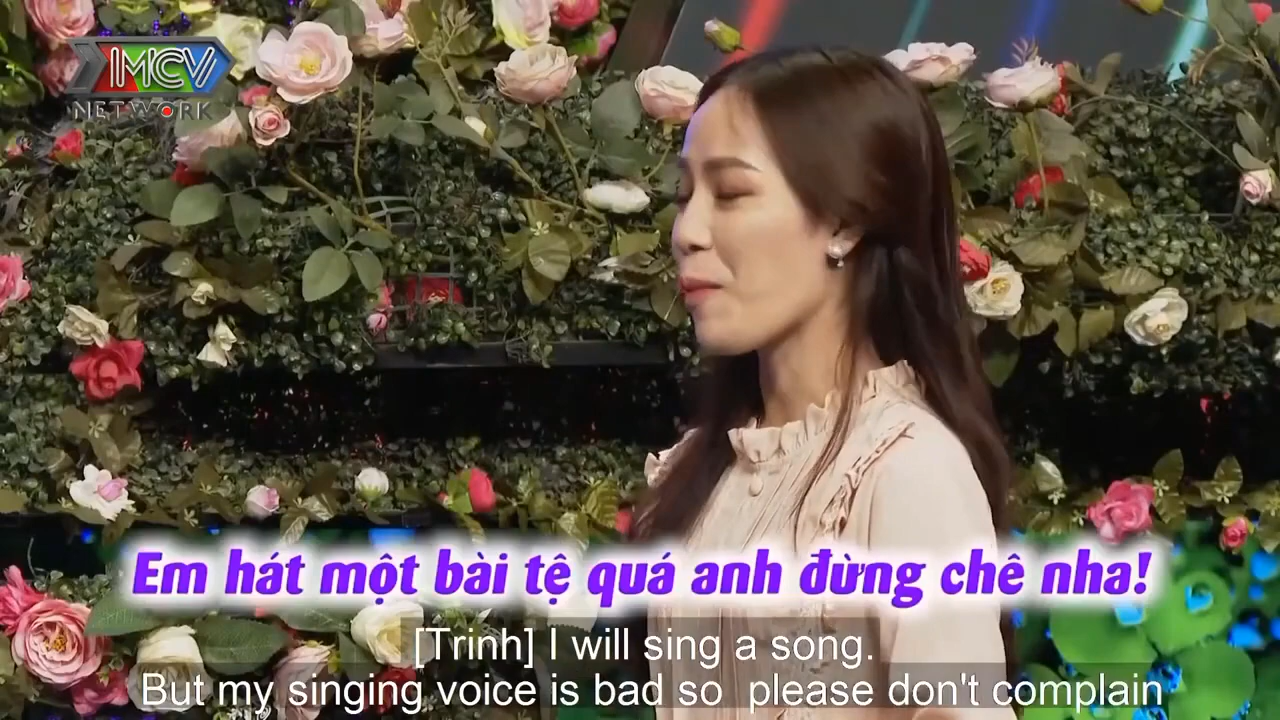 MCV
NETWORK
Em hát một bài tệ quá anh đừng chê nha!
[Trinh] I will sing a song.
But my singing voice is bad so  please don't complain